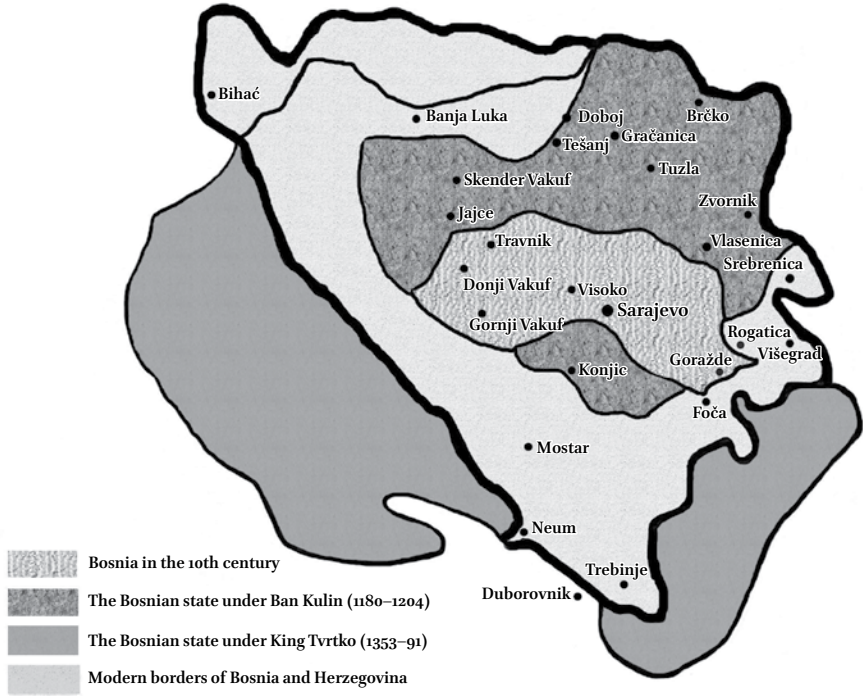 Bihać
Banja Luka
Doboj
Brčko
Tešanj
Gračanica
Tuzla
Skender Vakuf
Zvornik
Jajce
Travnik
Vlasenica
Srebrenica
Donji Vakuf
Visoko
Sarajevo
Gornji Vakuf
Rogatica
Višegrad
Goražde
Konjic
Foča
Mostar
Neum
Trebinje
Duborovnik
Bosnia in the 10th century
The Bosnian state under Ban Kulin (1180–1204)
The Bosnian state under King Tvrtko (1353–91)
Modern borders of Bosnia and Herzegovina